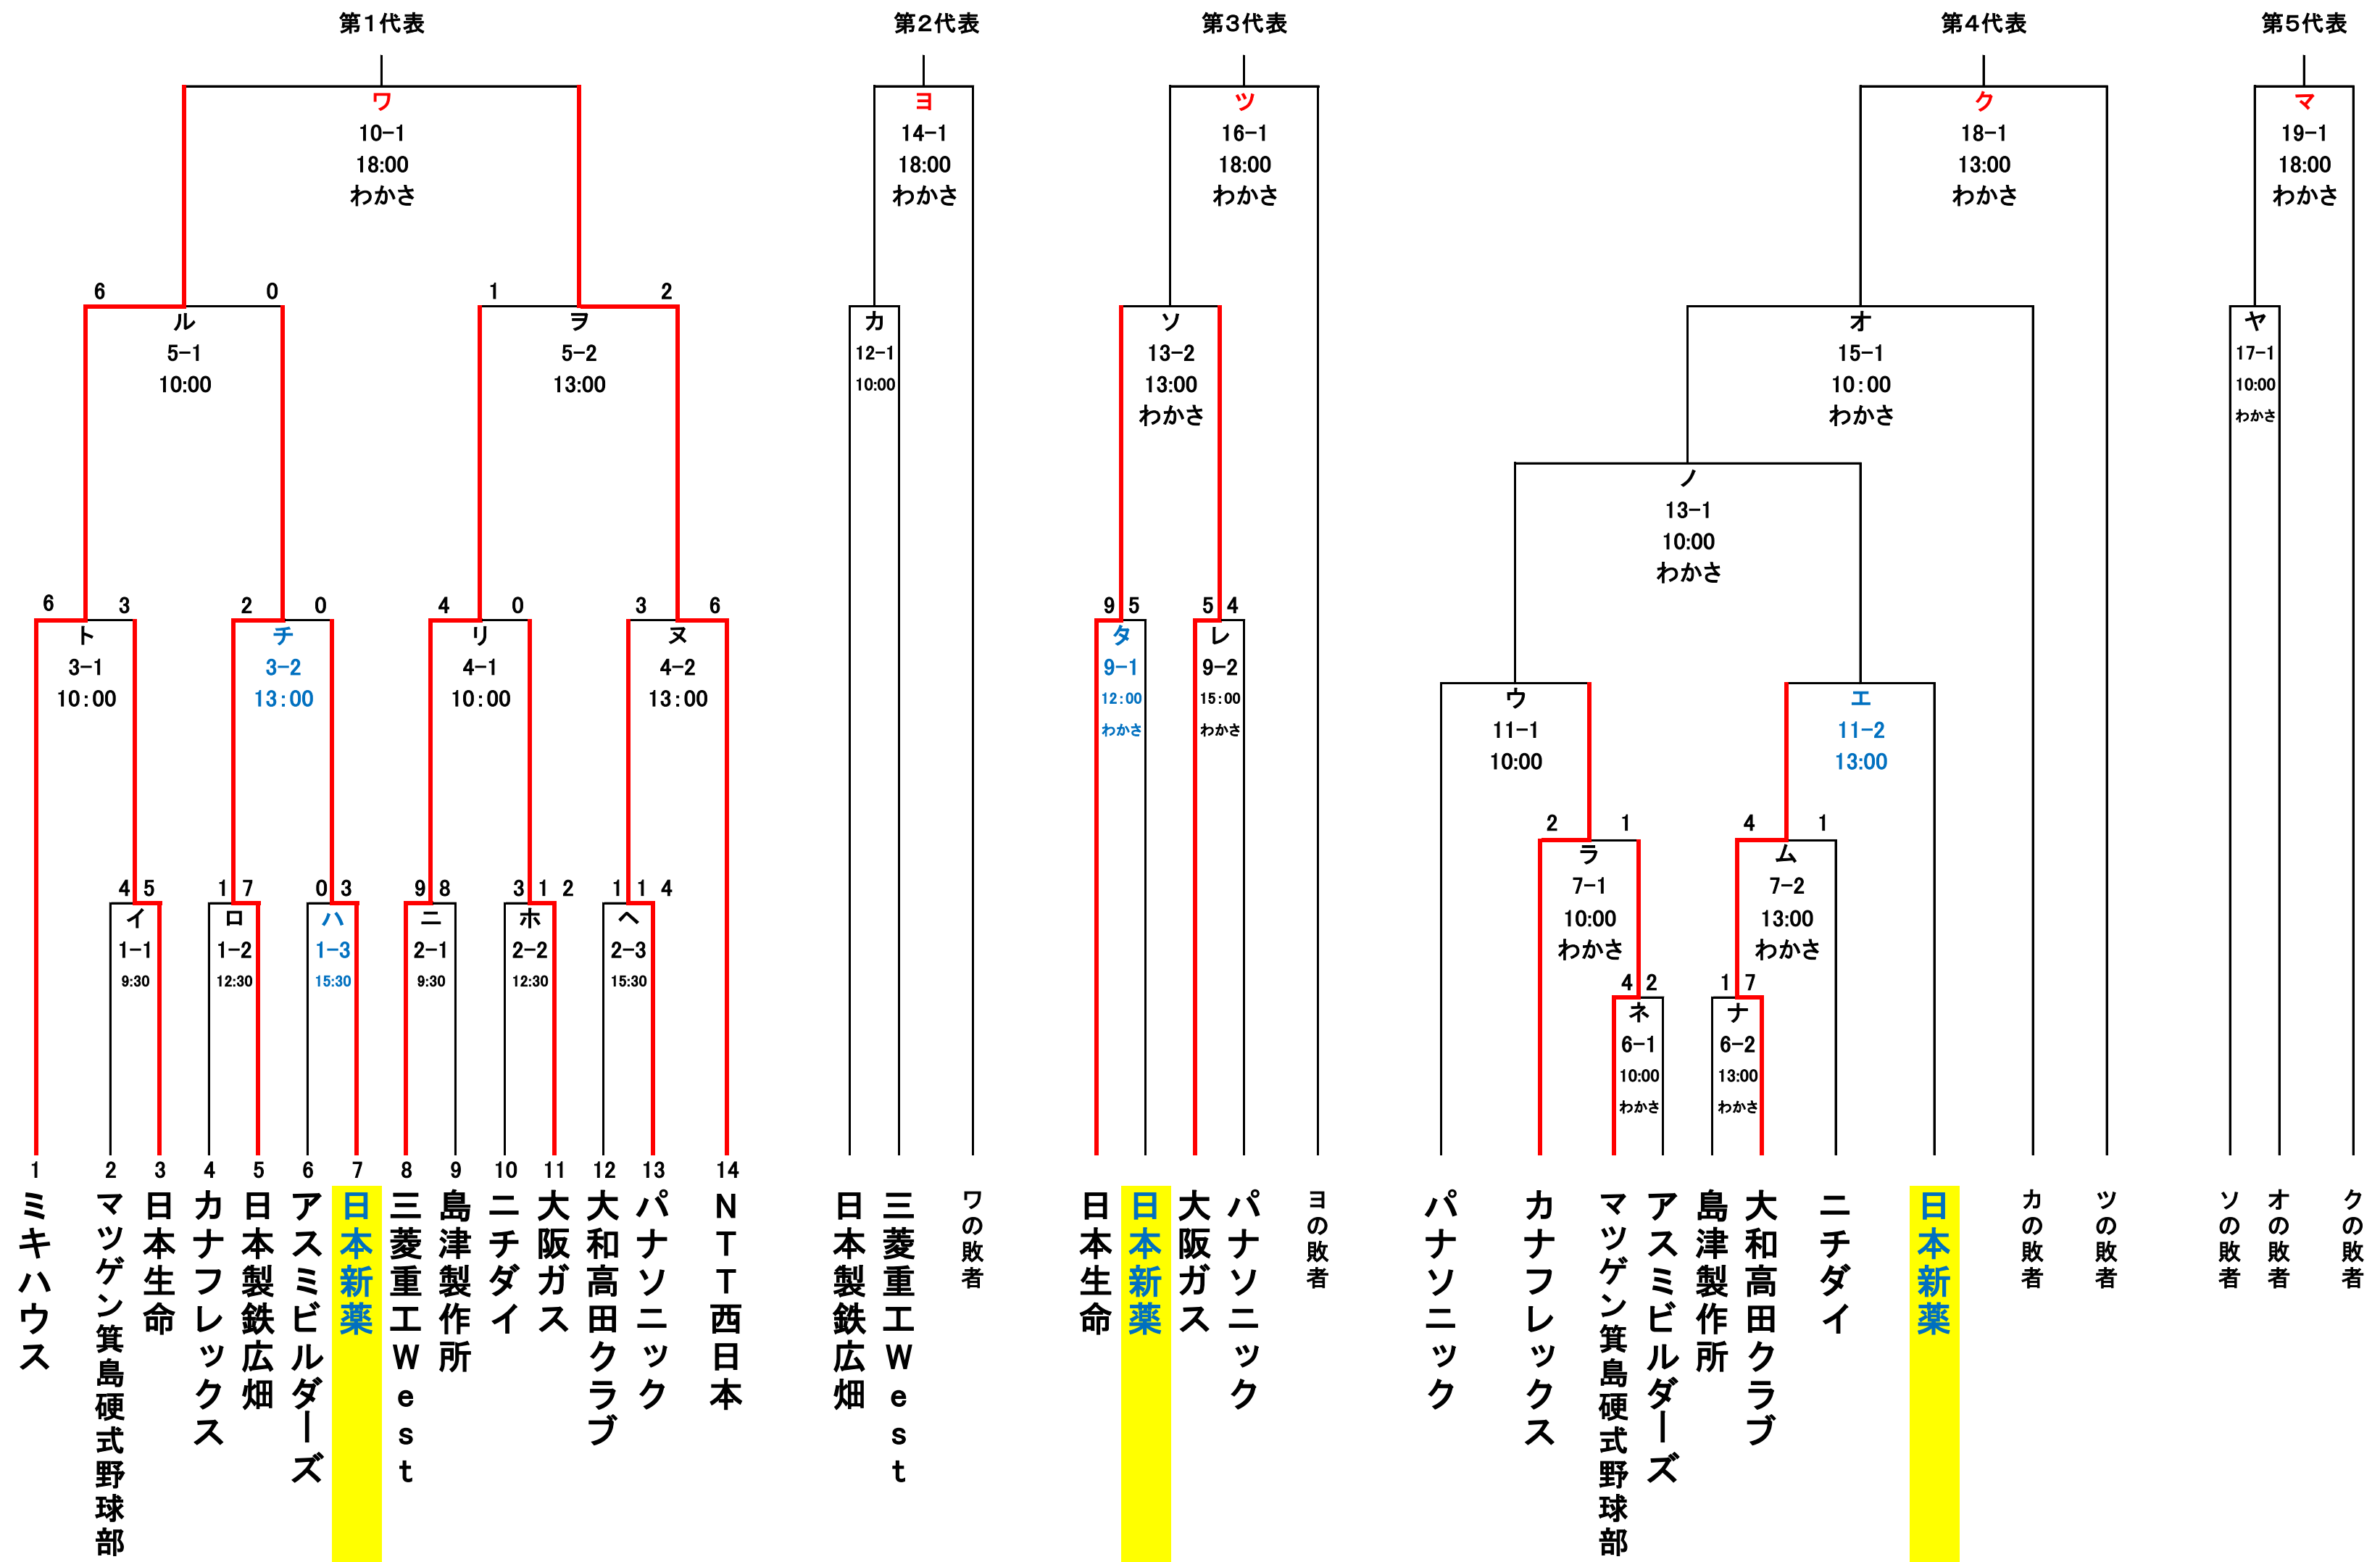 第1代表
第2代表
第3代表
第4代表
第5代表
ワ
10-1
18:00
わかさ
ヨ
14-1
18:00
わかさ
ツ
16-1
18:00
わかさ
ク
18-1
13:00
わかさ
マ
19-1
18:00
わかさ
6 0
ル
5-1
10:00
1 2
ヲ
5-2
13:00
カ
12-1
10:00
ソ
13-2
13:00
わかさ
オ
15-1
10:00
わかさ
ヤ
17-1
10:00
わかさ
ノ
13-1
10:00
わかさ
6 3
ト
3-1
10:00
2 0
チ
3-2
13:00
4 0
リ
4-1
10:00
3 6
ヌ
4-2
13:00
9 5
タ
9-1
12:00
わかさ
5 4
レ
9-2
15:00
わかさ
ウ
11-1
10:00
エ
11-2
13:00
2 1
ラ
7-1
10:00
わかさ
4 1
ム
7-2
13:00
わかさ
4 5
イ
1-1
9:30
1 7
ロ
1-2
12:30
0 3
ハ
1-3
15:30
9 8
ニ
2-1
9:30
3 1 2
ホ
2-2
12:30
1 1 4
ヘ
2-3
15:30
4 2
ネ
6-1
10:00
わかさ
1 7
ナ
6-2
13:00
わかさ
1
ミキハウス
2
マツゲン箕島硬式野球部
3
日本生命
4
カナフレックス
5
日本製鉄広畑
6
アスミビルダーズ
7
日本新薬
8
三菱重工West
9
島津製作所
10
ニチダイ
11
大阪ガス
12
大和高田クラブ
13
パナソニック
14
NTT西日本
日本製鉄広畑
三菱重工West
ワの敗者
日本生命
日本新薬
大阪ガス
パナソニック
ヨの敗者
パナソニック
カナフレックス
マツゲン箕島硬式野球部
アスミビルダーズ
島津製作所
大和高田クラブ
ニチダイ
日本新薬
カの敗者
ツの敗者
ソの敗者
オの敗者
クの敗者